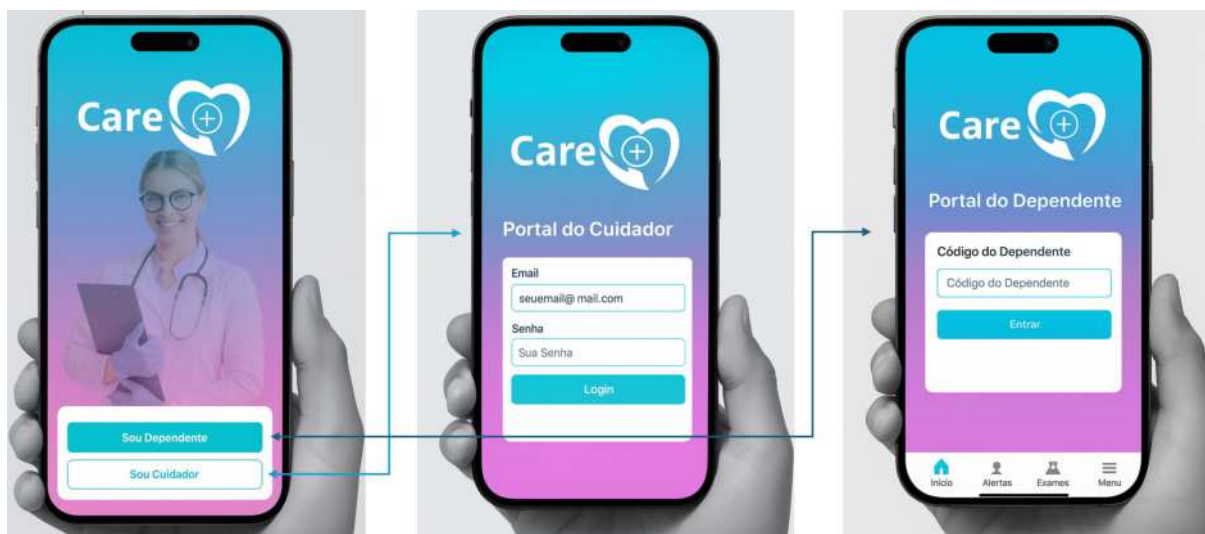 Care
Sou Dependente
Sou Cuidador
Care
Portal do Cuidador
Email
seuemail@ mail.com
Senha
Sua Senha
Login
Care
Portal do Dependente
Código do Dependente
Código do Dependente
Entrar
Início
Alertas
Exames
Menu